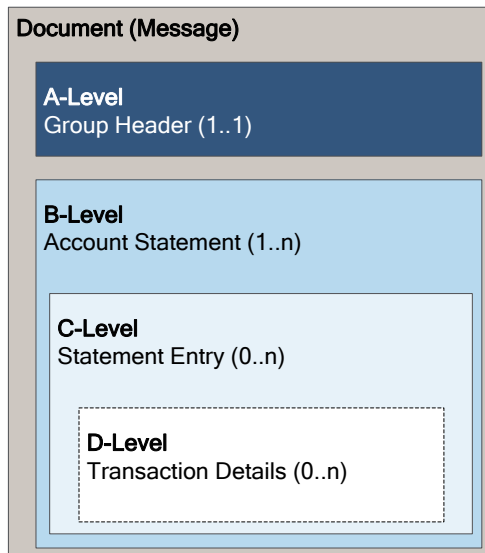 Document (Message)
A-Level
Group Header (1..1)
B-Level
Account Statement (1..n)
C-Level
Statement Entry (0..n)
D-Level
Transaction Details (0..n)